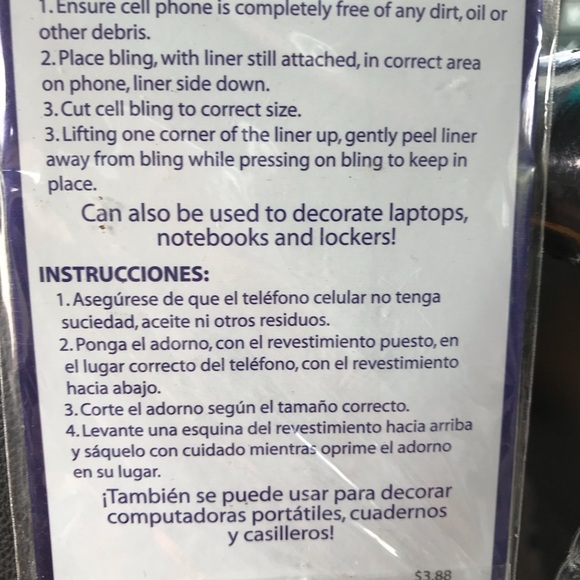 1. Ensure cell phone is completely free of any dirt, oil or
other debris.
2. Place bling, with liner still attached, in correct area
on phone, liner side down.
3. Cut cell bling to correct size.
3. Lifting one corner of the liner up, gently peel liner
away from bling while pressing on bling to keep in
place.
Can also be used to decorate laptops,
notebooks and lockers!
INSTRUCCIONES:
1. Asegúrese de que el teléfono celular no tenga
suciedad, aceite ni otros residuos.
2. Ponga el adorno, con el revestimiento puesto, en
el lugar correcto del teléfono, con el revestimiento
hacia abajo.
3. Corte el adorno según el tamaño correcto.
4. Levante una esquina del revestimiento hacia arriba
y sáquelo con cuidado mientras oprime el adorno
en su lugar.
¡También se puede usar para decorar
computadoras portátiles, cuadernos
y casilleros!
$3.88